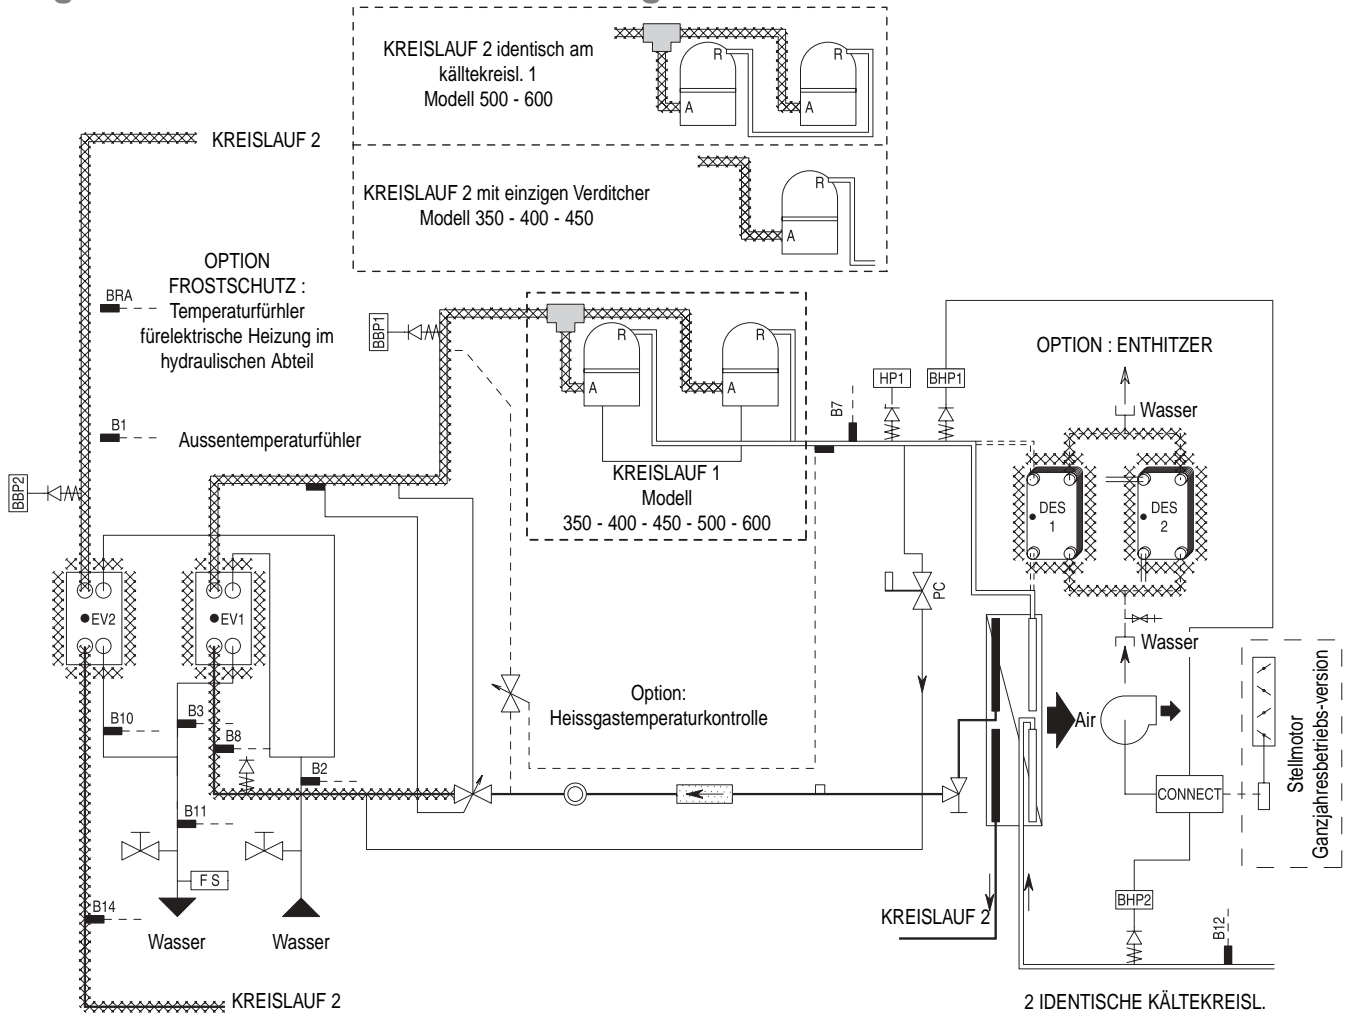 KREISLAUF 2 identisch am
källtekreisl. 1
Modell 500 - 600
R
R
A
A
KREISLAUF 2
KREISLAUF 2 mit einzigen Verditcher
Modell 350 - 400 - 450
R
A
OPTION
FROSTSCHUTZ :
Temperaturfürhler
fürelektrische Heizung im
hydraulischen Abteil
BRA
BBP1
R
R
A
A
KREISLAUF 1
Modell
350 - 400 - 450 - 500 - 600
B7
HP1
BHP1
OPTION : ENTHITZER
Wasser
B1
Aussentemperaturfühler
BBP2
DES
1
DES
2
EV2
EV1
PC
Wasser
Option:
Heissgastemperaturkontrolle
B10
B3
B8
B2
B11
Air
Stellmotor
Ganzjahresbetriebs-version
CONNECT
F S
B14
Wasser
Wasser
KREISLAUF 2
BHP2
B12
KREISLAUF 2
2 IDENTISCHE KÄLTEKREISL.